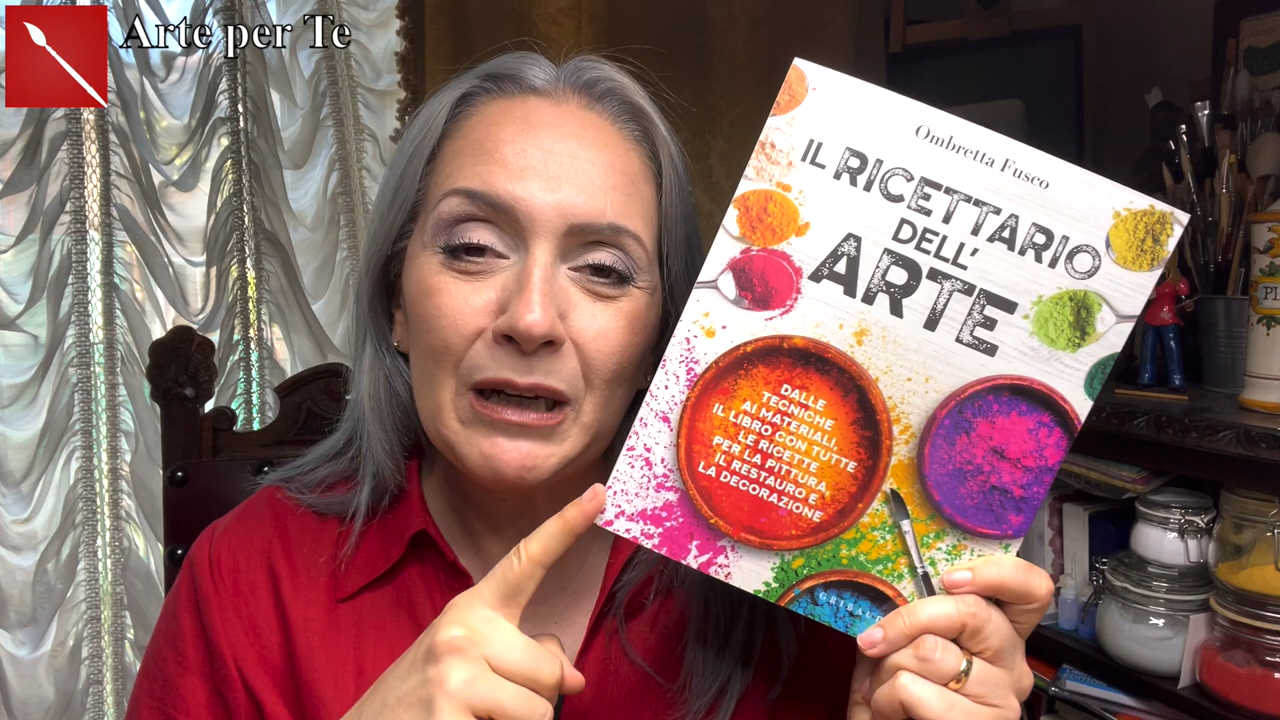 Arte per Te
Ombretta Fusco
IL RICETTARIO
DELL'
ARTE
DALLE
TECNICHE
AI MATERIALI,
IL LIBRO CON TUTTE
LE RICETTE
PER LA PITTURA,
IL RESTAURO E
LA DECORAZIONE